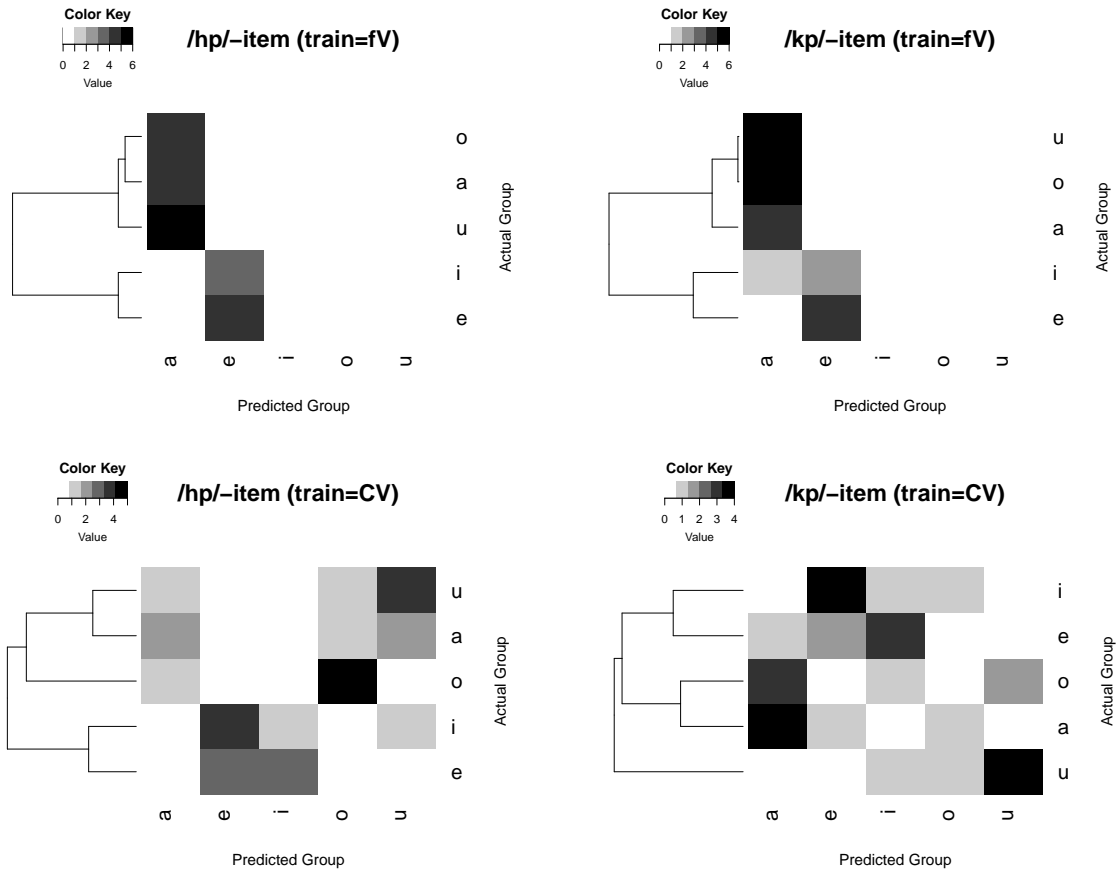 Color Key
0 2 4 6
Value
/hp/−item (train=fV)
o
a
u
i
e
Actual Group
a e i o u
Predicted Group
Color Key
0 2 4 6
Value
/kp/−item (train=fV)
u
o
a
i
e
Actual Group
a e i o u
Predicted Group
Color Key
0 2 4
Value
/hp/−item (train=CV)
u
a
o
i
e
Actual Group
a e i o u
Predicted Group
Color Key
0 1 2 3 4
Value
/kp/−item (train=CV)
i
e
o
a
u
Actual Group
a e i o u
Predicted Group